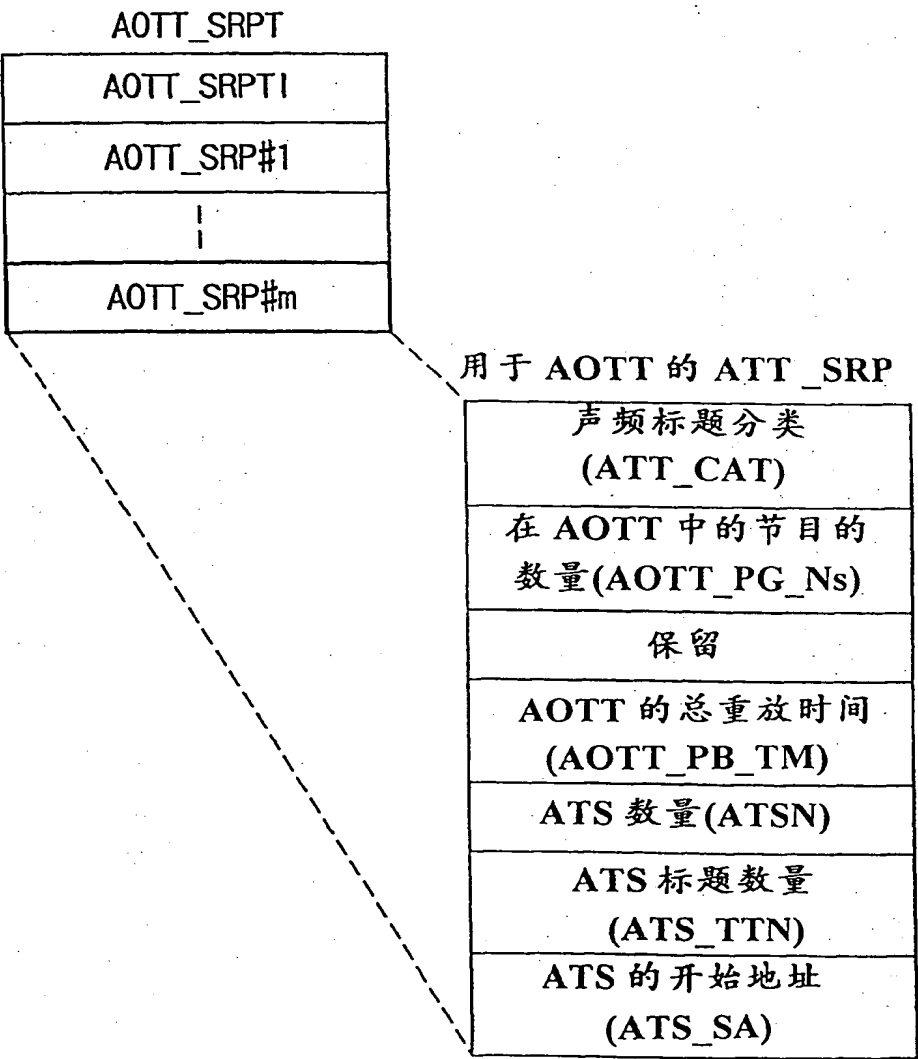 AOTT_SRPT
AOTT_SRPTI
AOTT_SRP#1
AOTT_SRP#m
用于 AOTT 的 ATT _SRP
声频标题分类
(ATT_CAT)
在 AOTT 中的节目的
数量(AOTT_PG_Ns)
保留
AOTT 的总重放时间
(AOTT_PB_TM)
ATS 数量(ATSN)
ATS 标题数量
(ATS_TTN)
ATS 的开始地址
(ATS_SA)